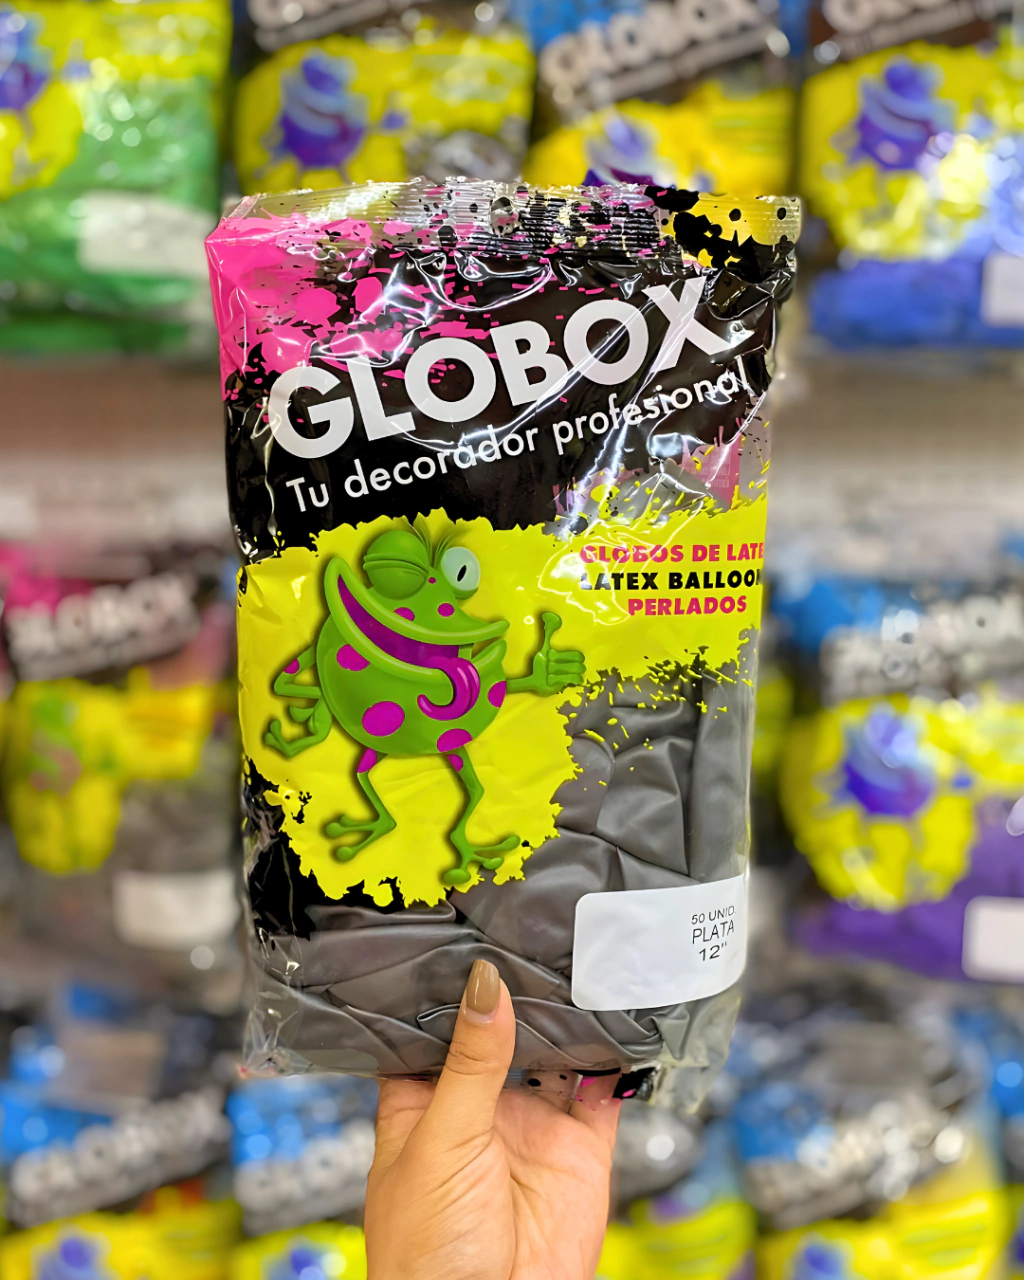 GLOBOX
Tu decorador profesional
GLOBOS DE LATE
LATEX BALLOON
PERLADOS
50 UNID.
PLATA
12"